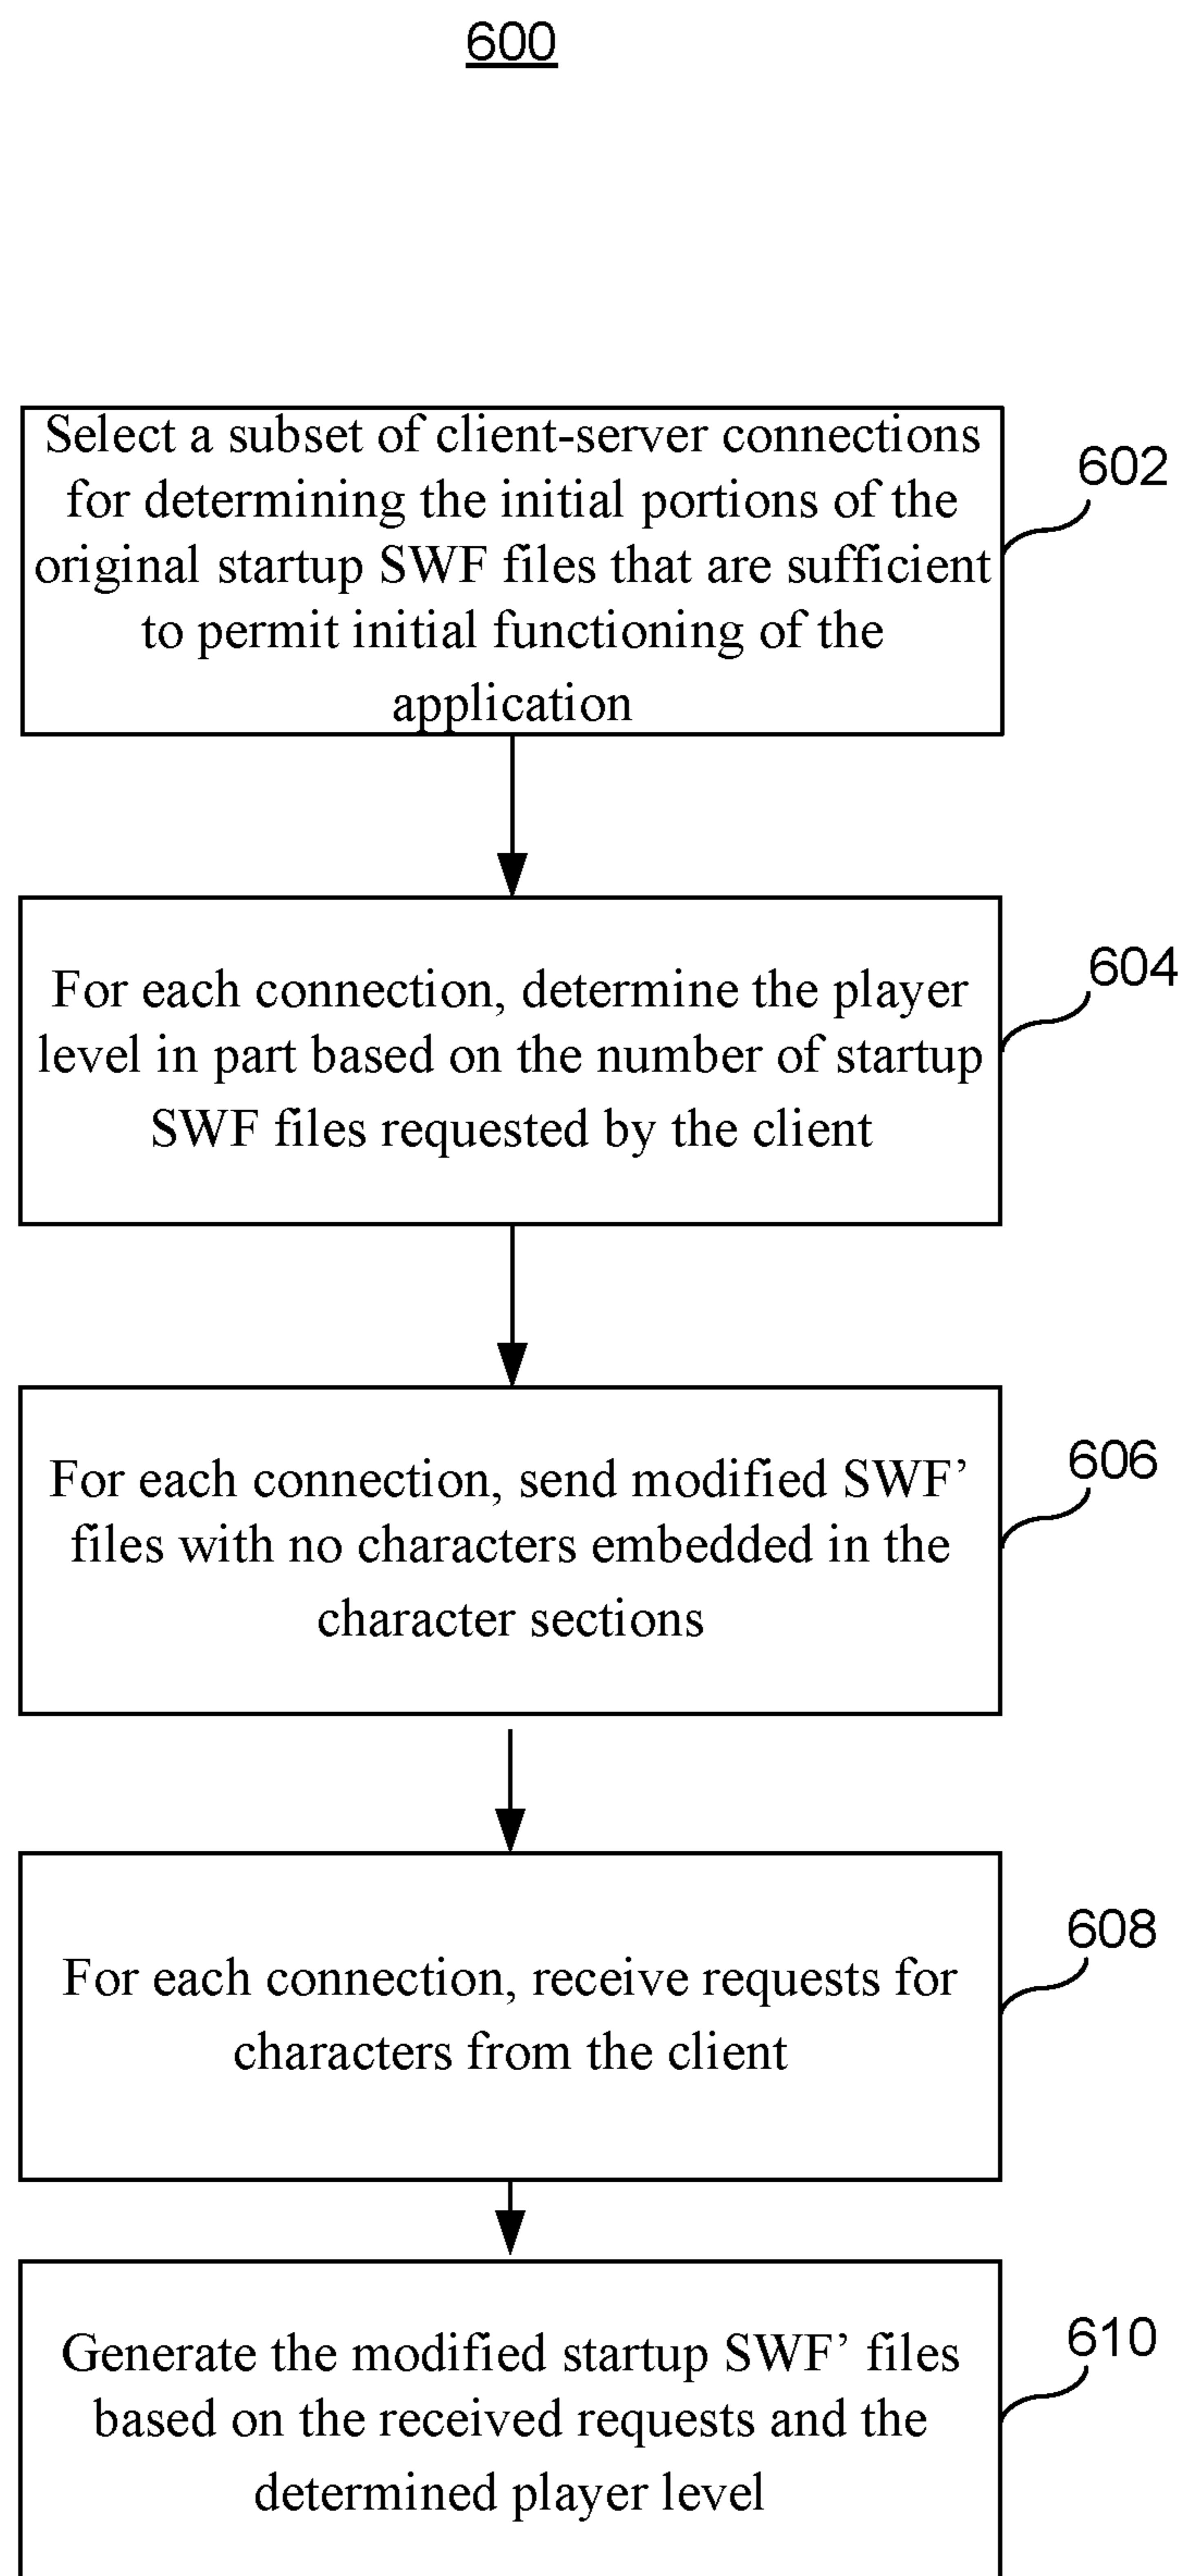 600
Select a subset of client-server connections
for determining the initial portions of the
original startup SWF files that are sufficient
to permit initial functioning of the
application
602
For each connection, determine the player
level in part based on the number of startup
SWF files requested by the client
604
For each connection, send modified SWF’
files with no characters embedded in the
character sections
606
For each connection, receive requests for
characters from the client
608
Generate the modified startup SWF’ files
based on the received requests and the
determined player level
610